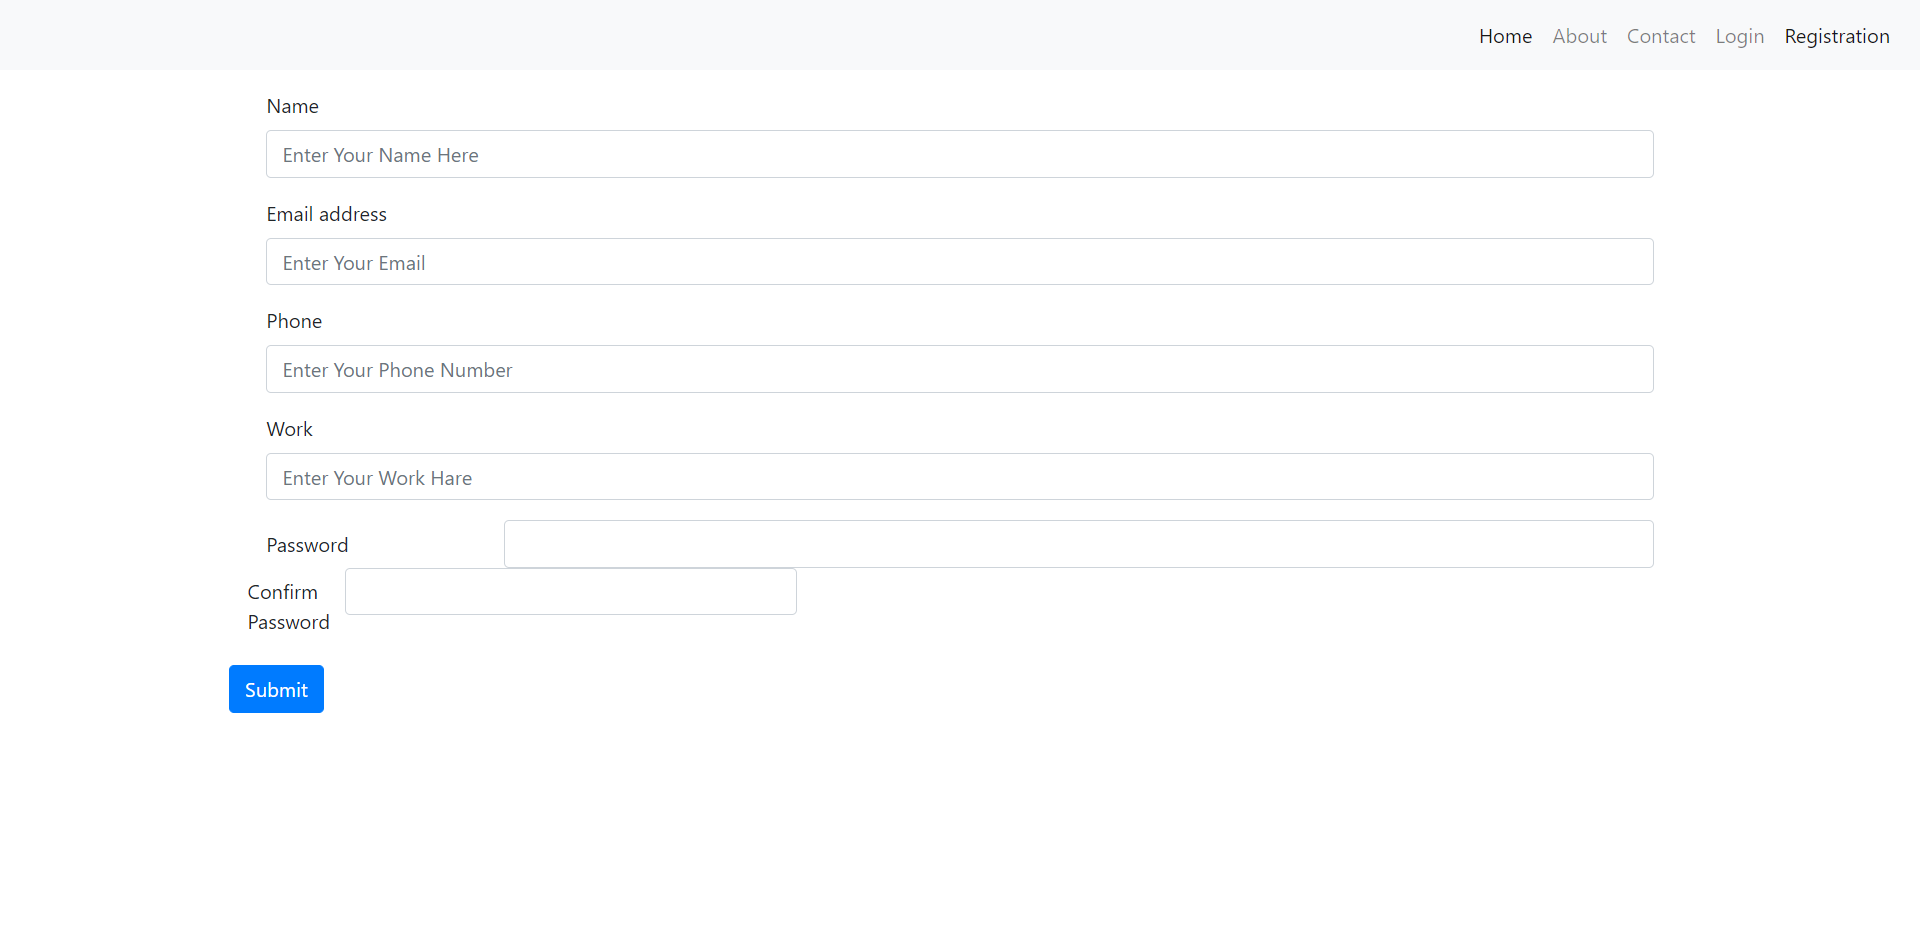 Home About Contact Login Registration
Name
Enter Your Name Here
Email address
Enter Your Email
Phone
Enter Your Phone Number
Work
Enter Your Work Hare
Password
Confirm
Password
Submit